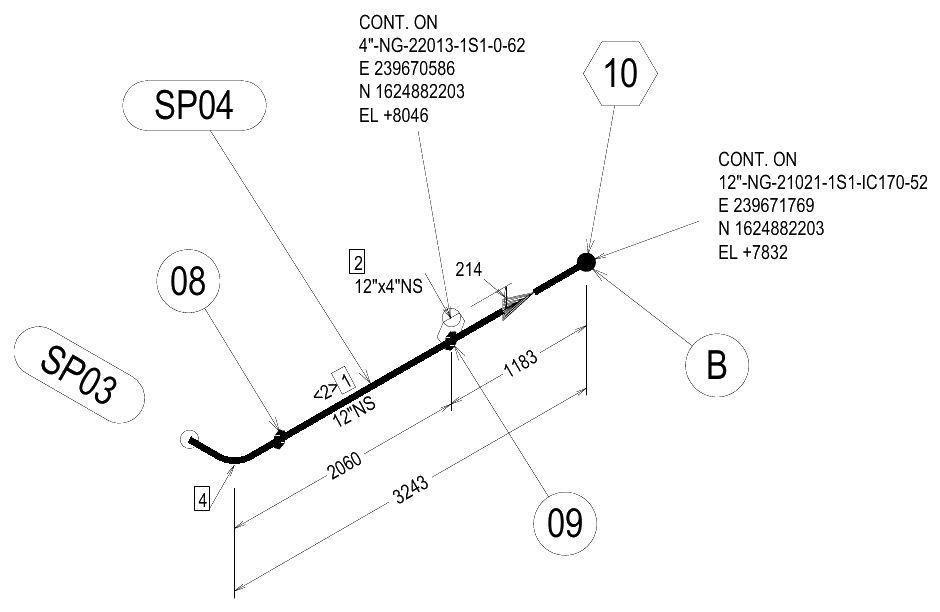 CONT. ON
4"-NG-22013-1S1-0-62
E 239670586
N 1624882203
EL +8046
10
SP04
CONT. ON
12"-NG-21021-1S1-IC170-52
E 239671769
N 1624882203
EL +7832
2
12"x4"NS
214
08
SP03
B
1183
<2> 1
12"NS
2060
3243
4
09